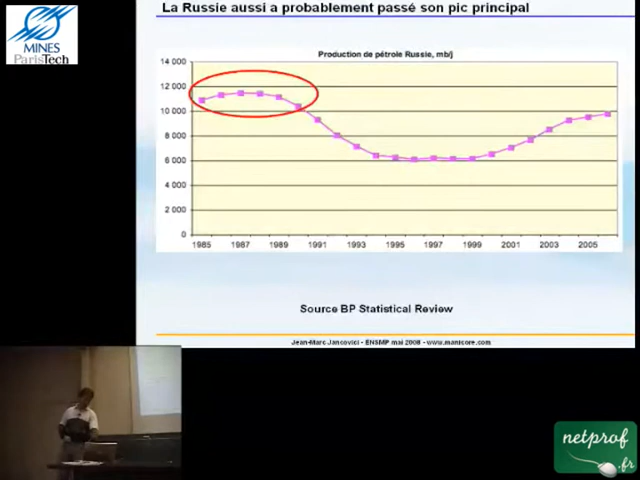 La Russie aussi a probablement passé son pic principal
MINES
ParisTech
Production de pétrole Russie, mb/j
14 000
12 000
10 000
8 000
6 000
4 000
2 000
0
1985 1987 1989 1991 1993 1995 1997 1999 2001 2003 2005
Source BP Statistical Review
Jean-Marc Jancovici - ENSMP mai 2008 - www.manicore.com
netprof
.fr